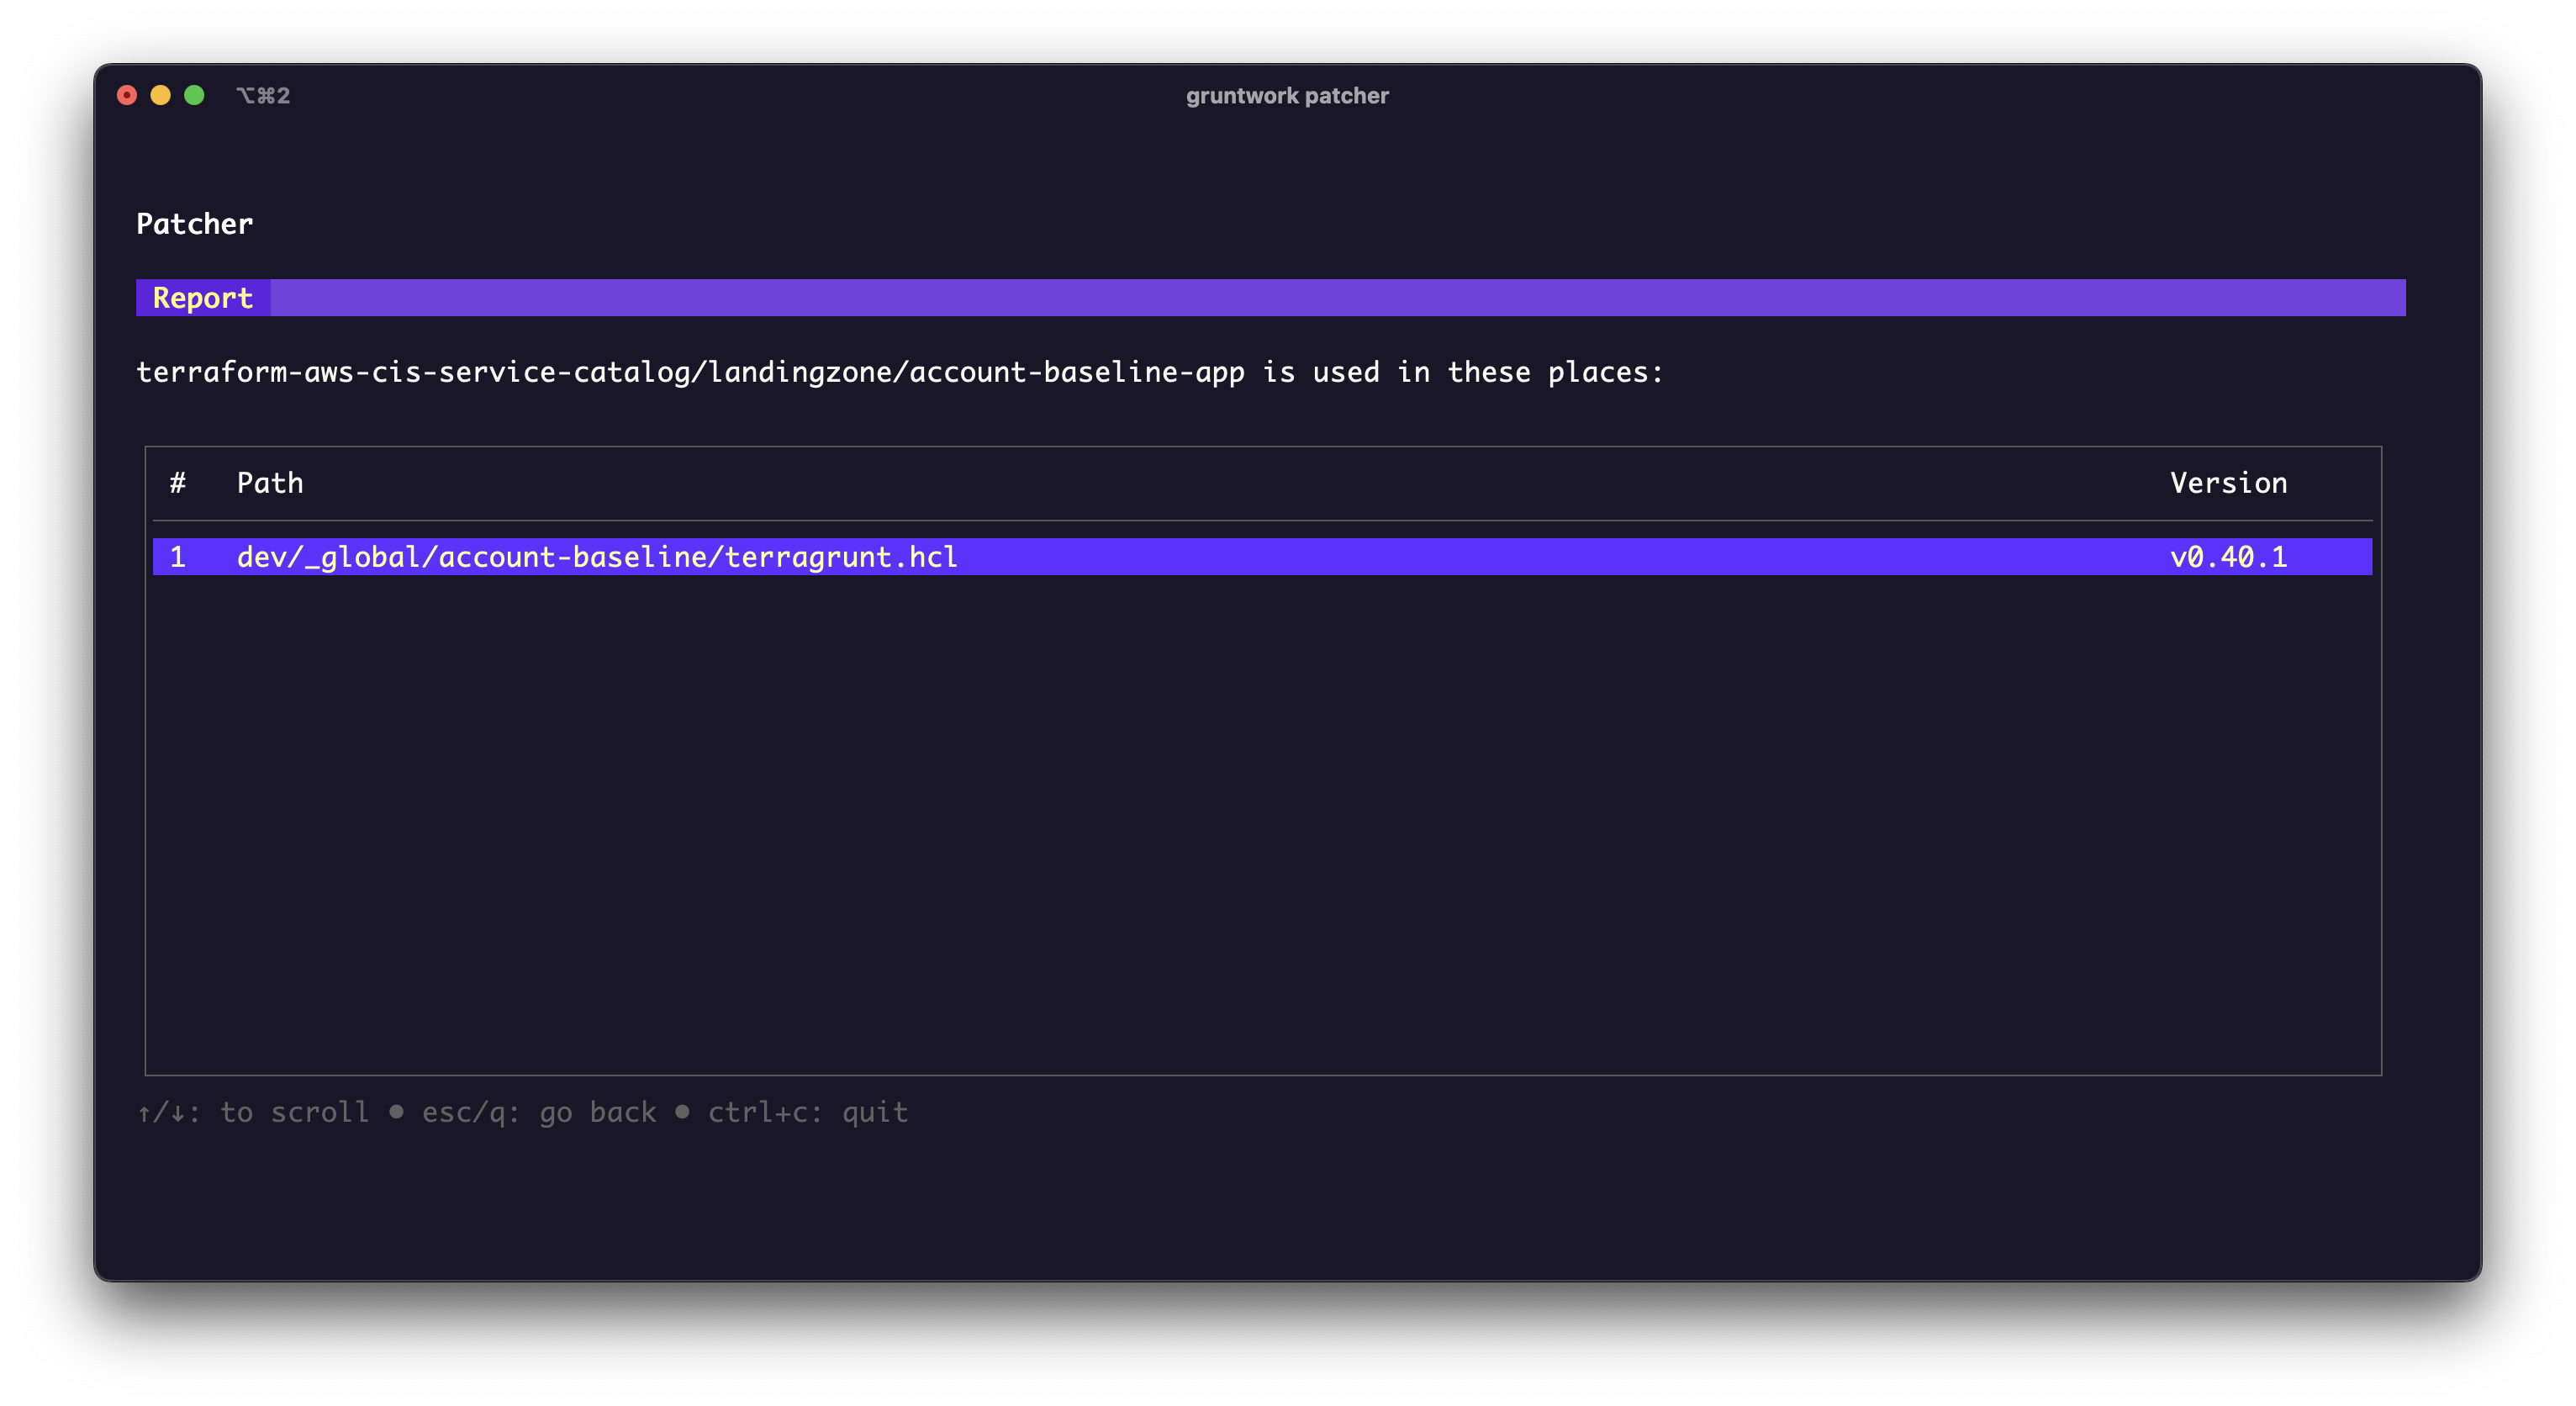 ⌥⌘2 gruntwork patcher
Patcher
Report
terraform-aws-cis-service-catalog/landingzone/account-baseline-app is used in these places:
# Path Version
1 dev/_global/account-baseline/terragrunt.hcl v0.40.1
↑/↓: to scroll • esc/q: go back • ctrl+c: quit